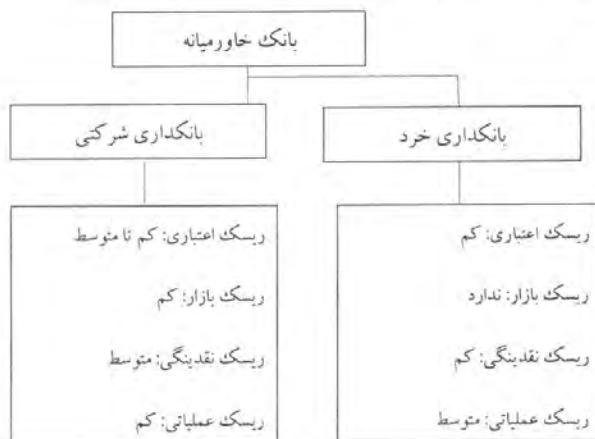 بانک خاورمیانه
بانکداری خرد
بانکداری شرکتی
ریسک اعتباری: کم
ریسک بازار: ندارد
ریسک نقدینگی: کم
ریسک عملیاتی: متوسط
ریسک اعتباری: کم تا متوسط
ریسک بازار: کم
ریسک نقدینگی: متوسط
ریسک عملیاتی: کم